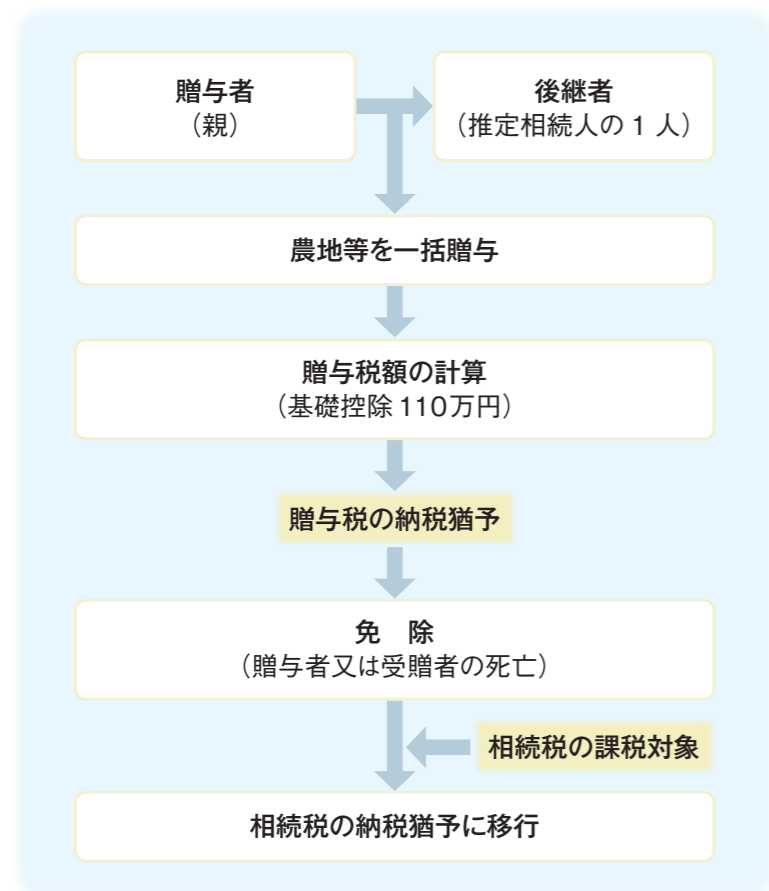 贈与者
（親）
後継者
（推定相続人の1人）
農地等を一括贈与
贈与税額の計算
（基礎控除110万円）
贈与税の納税猶予
免　除
（贈与者又は受贈者の死亡）
相続税の課税対象
相続税の納税猶予に移行